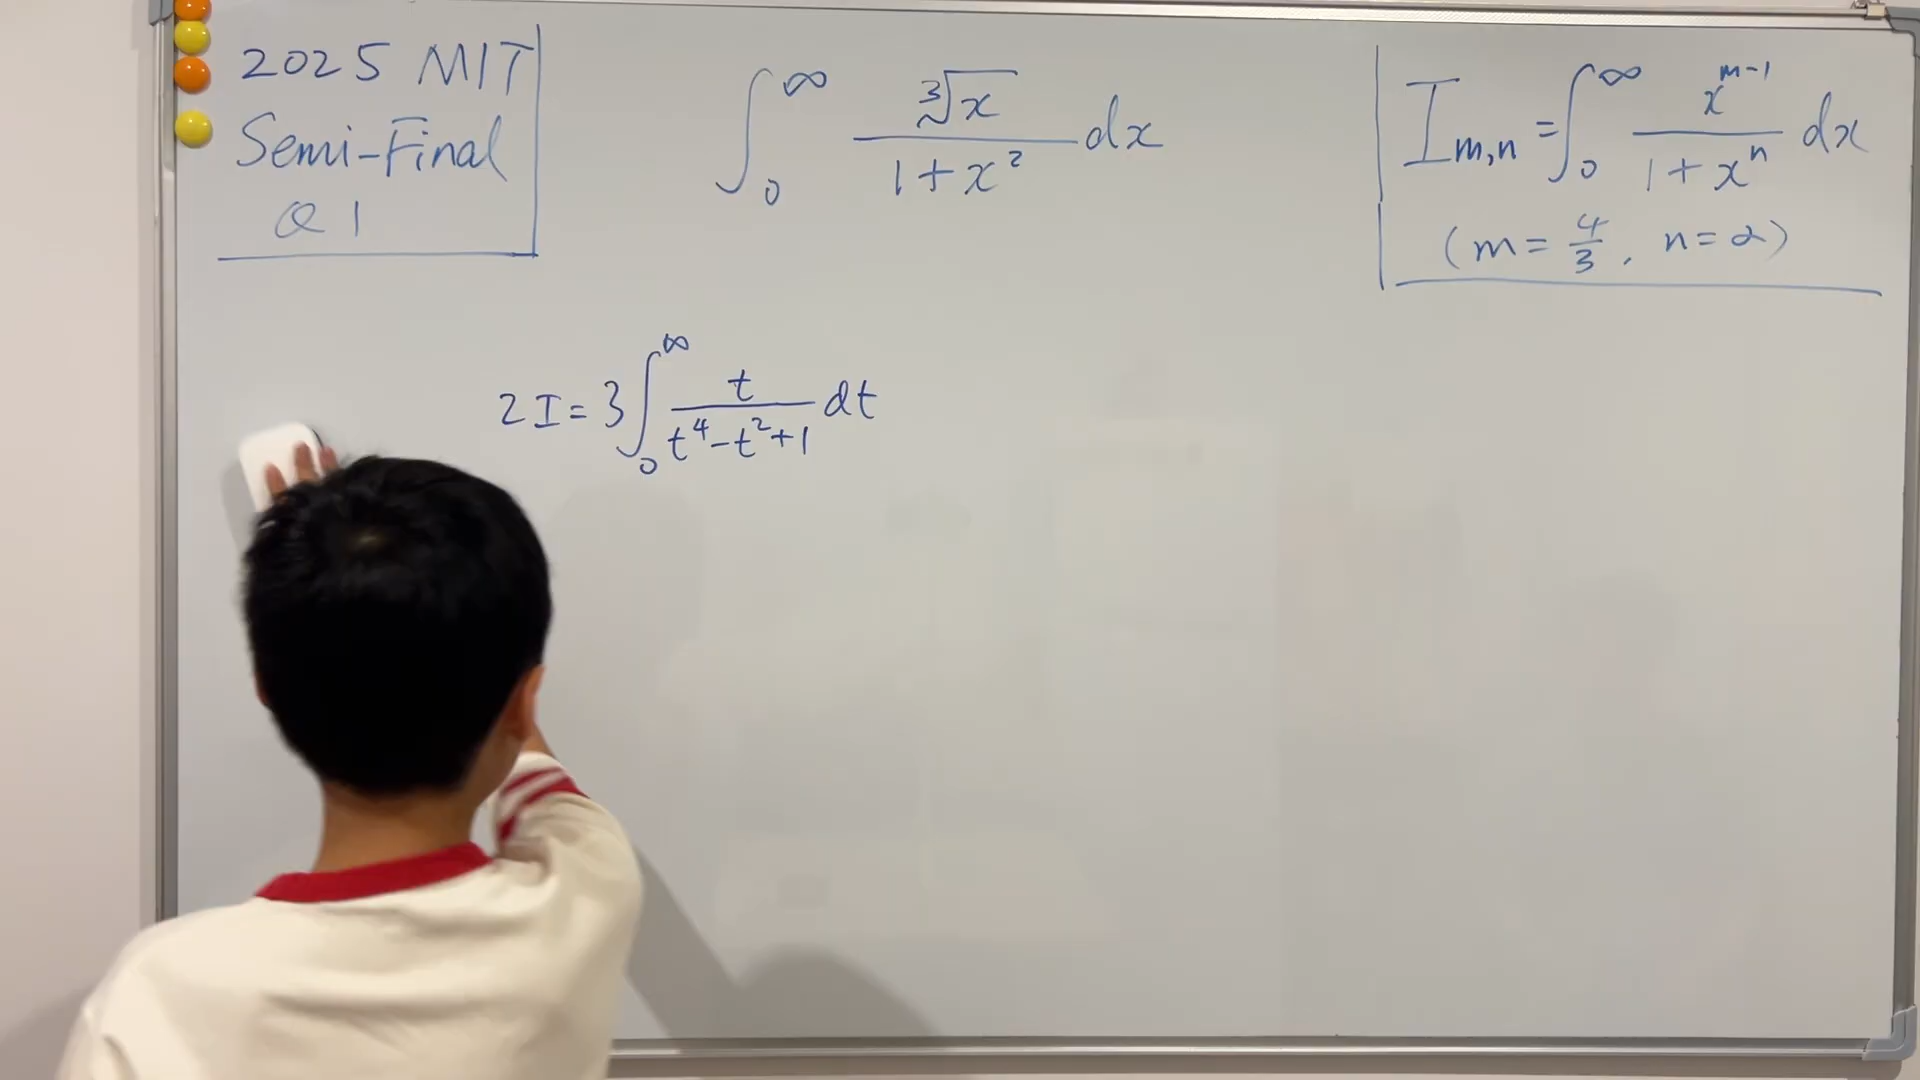 2025 MIT
Semi-Final
Q1
∫₀^∞ ∛x / (1+x²) dx
I_{m,n} = ∫₀^∞ x^{m-1} / (1+x^n) dx
(m = 4/3, n = 2)
2I = 3∫₀^∞ t / (t⁴-t²+1) dt